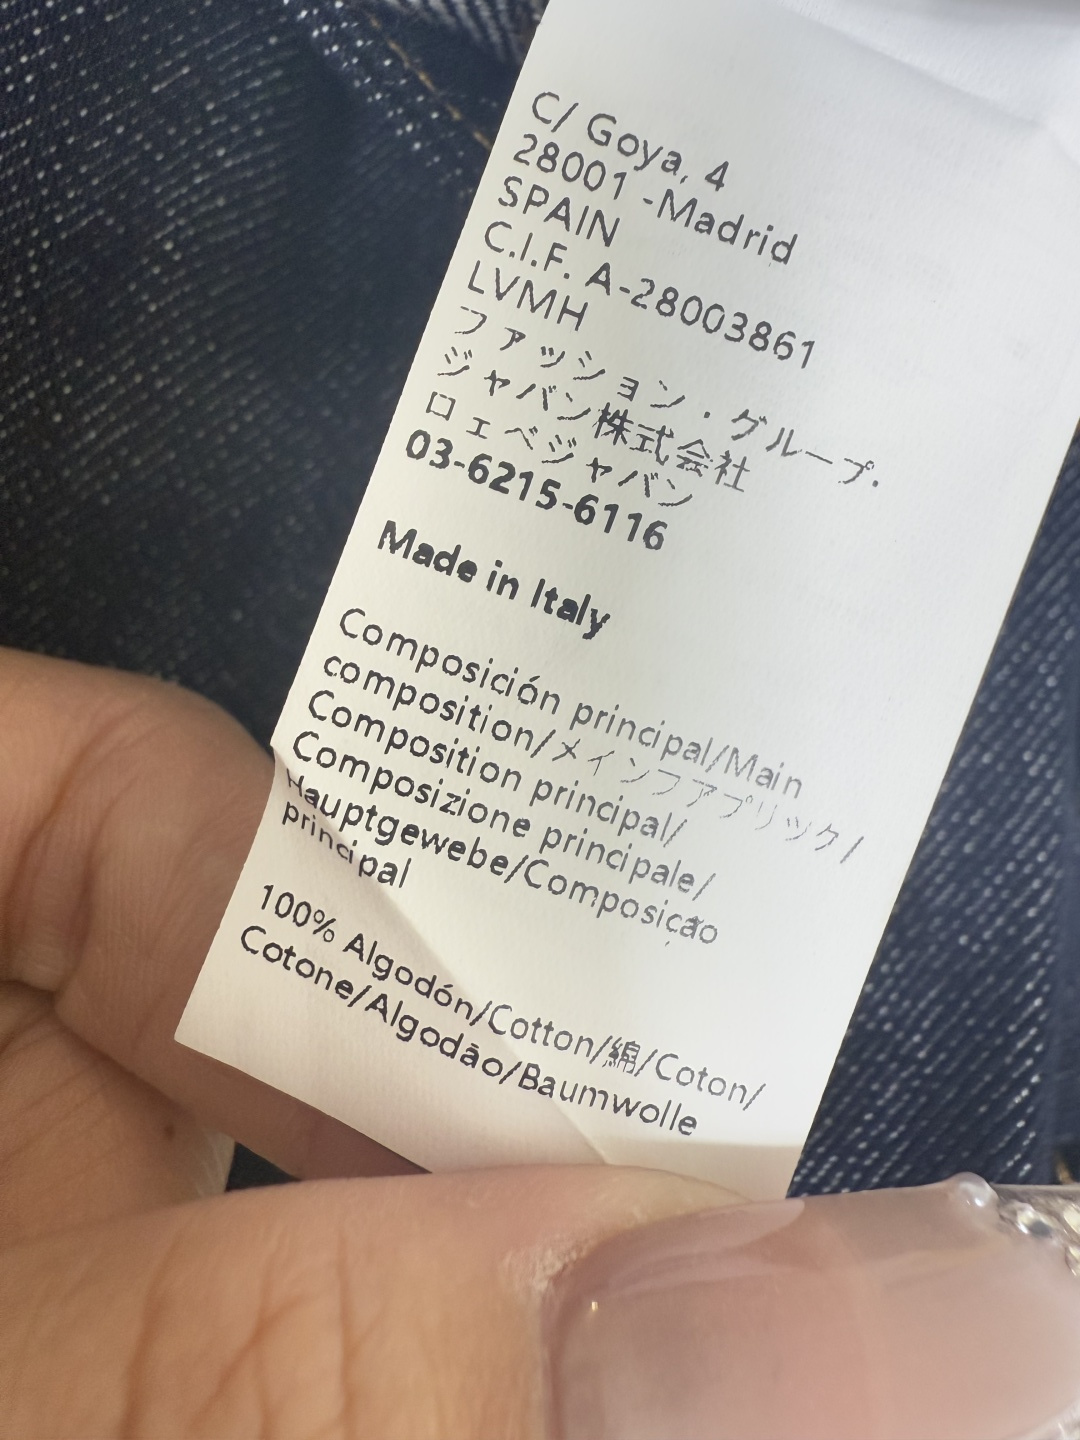 C/ Goya, 4
28001 -Madrid
SPAIN
C.I.F. A-28003861
LVMH
ファッション・グループ・
ジャパン株式会社
ロエベジャパン
03-6215-6116
Made in Italy
Composición principal/Main
composition/メインファブリック/
Composition principal/
Composizione principale/
Hauptgewebe/Composição
principal
100% Algodón/Cotton/綿/Coton/
Cotone/Algodão/Baumwolle